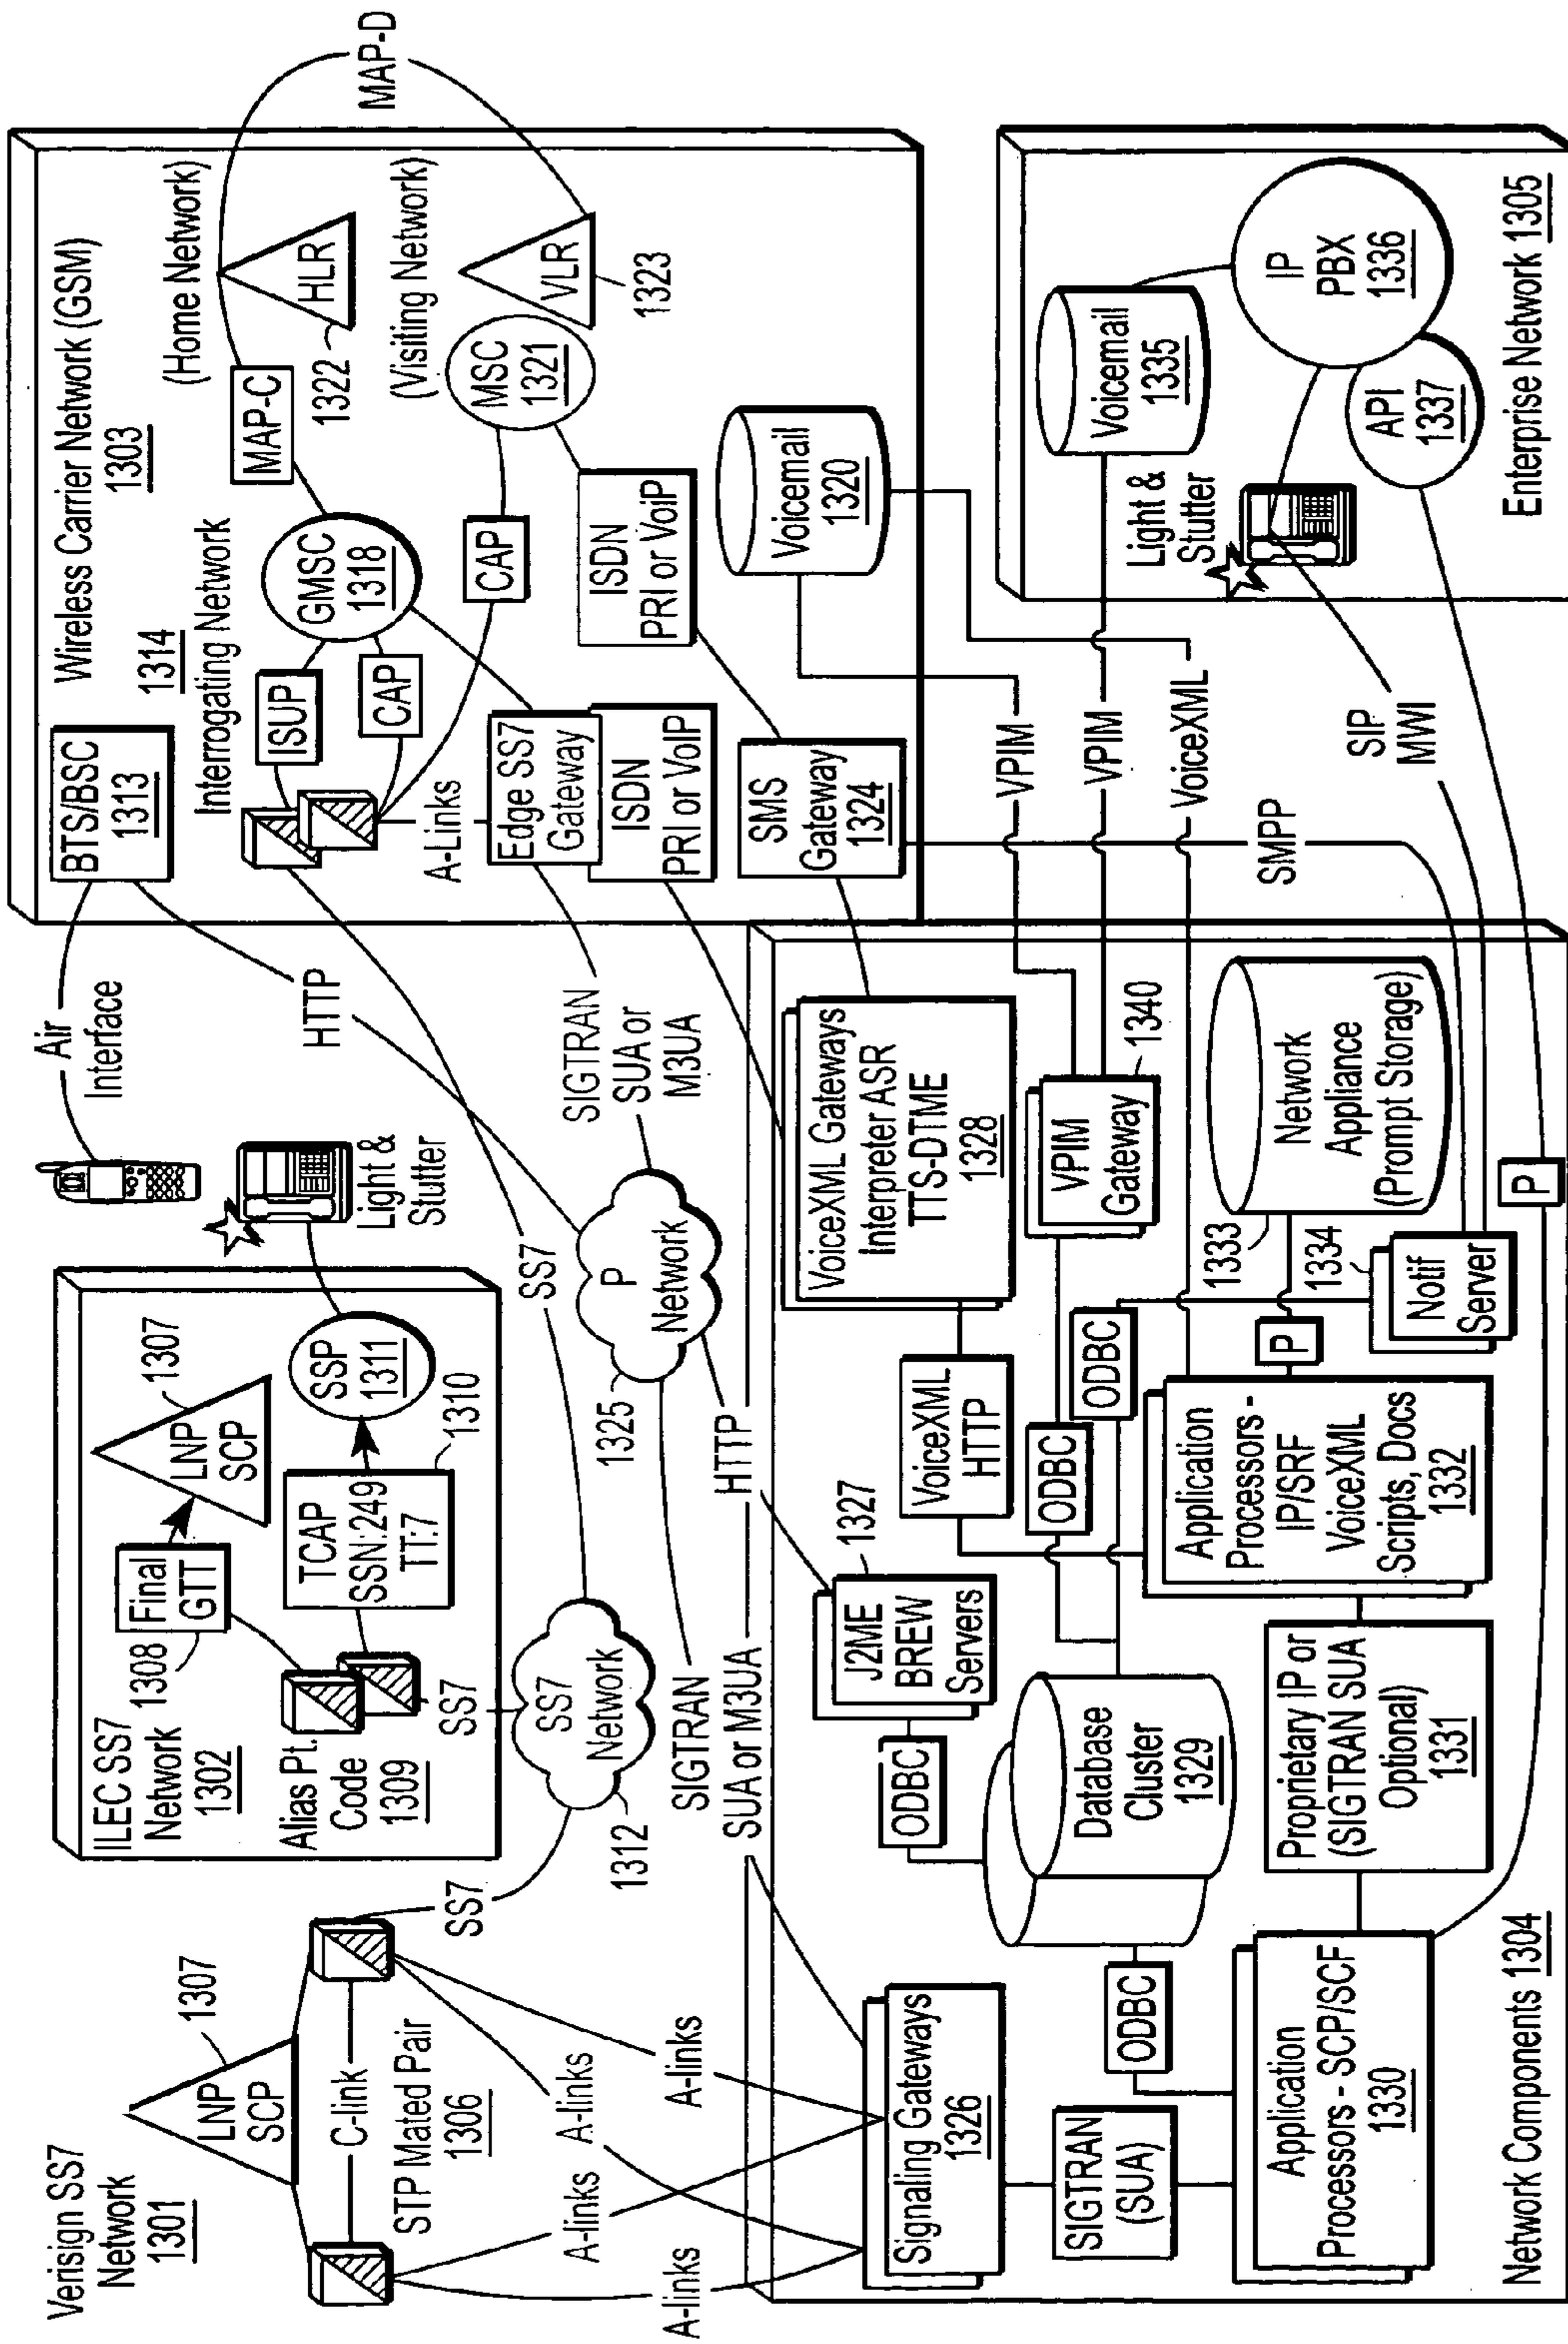 Verisign SS7
Network
1301
LNP
SCP
1307
C-link
STP Mated Pair
1306
SS7
A-links
A-links
A-links
A-links
ILEC SS7
Network
1302
1308
Final
GTT
LNP
SCP
1307
Alias Pt.
Code
1309
TCAP
SSN:249
TT:7
1310
SSP
1311
SS7
SS7
Network
1312
SS7
Light &
Stutter
Air
Interface
HTTP
P
Network
1325
SIGTRAN
SUA or
M3UA
SIGTRAN
SUA or M3UA
HTTP
Wireless Carrier Network (GSM)
1303
BTS/BSC
1313
1314
Interrogating Network
ISUP
CAP
GMSC
1318
MAP-C
(Home Network)
HLR
1322
MAP-D
(Visiting Network)
VLR
1323
MSC
1321
CAP
A-Links
Edge SS7
Gateway
ISDN
PRI or VoIP
ISDN
PRI or VoiP
SMS
Gateway
1324
Voicemail
1320
VPIM
VPIM
VoiceXML
SMPP
SIP
MWI
Voicemail
1335
Light &
Stutter
IP
PBX
1336
API
1337
Enterprise Network 1305
Signaling Gateways
1326
SIGTRAN
(SUA)
Application
Processors - SCP/SCF
1330
ODBC
Database
Cluster
1329
ODBC
J2ME
BREW
Servers
1327
VoiceXML
HTTP
VoiceXML Gateways
Interpreter ASR
TTS-DTME
1328
ODBC
ODBC
VPIM
Gateway
1340
Proprietary IP or
(SIGTRAN SUA
Optional)
1331
Application
Processors -
IP/SRF
VoiceXML
Scripts, Docs
1332
P
1333
Network
Appliance
(Prompt Storage)
1334
Notif
Server
P
Network Components 1304